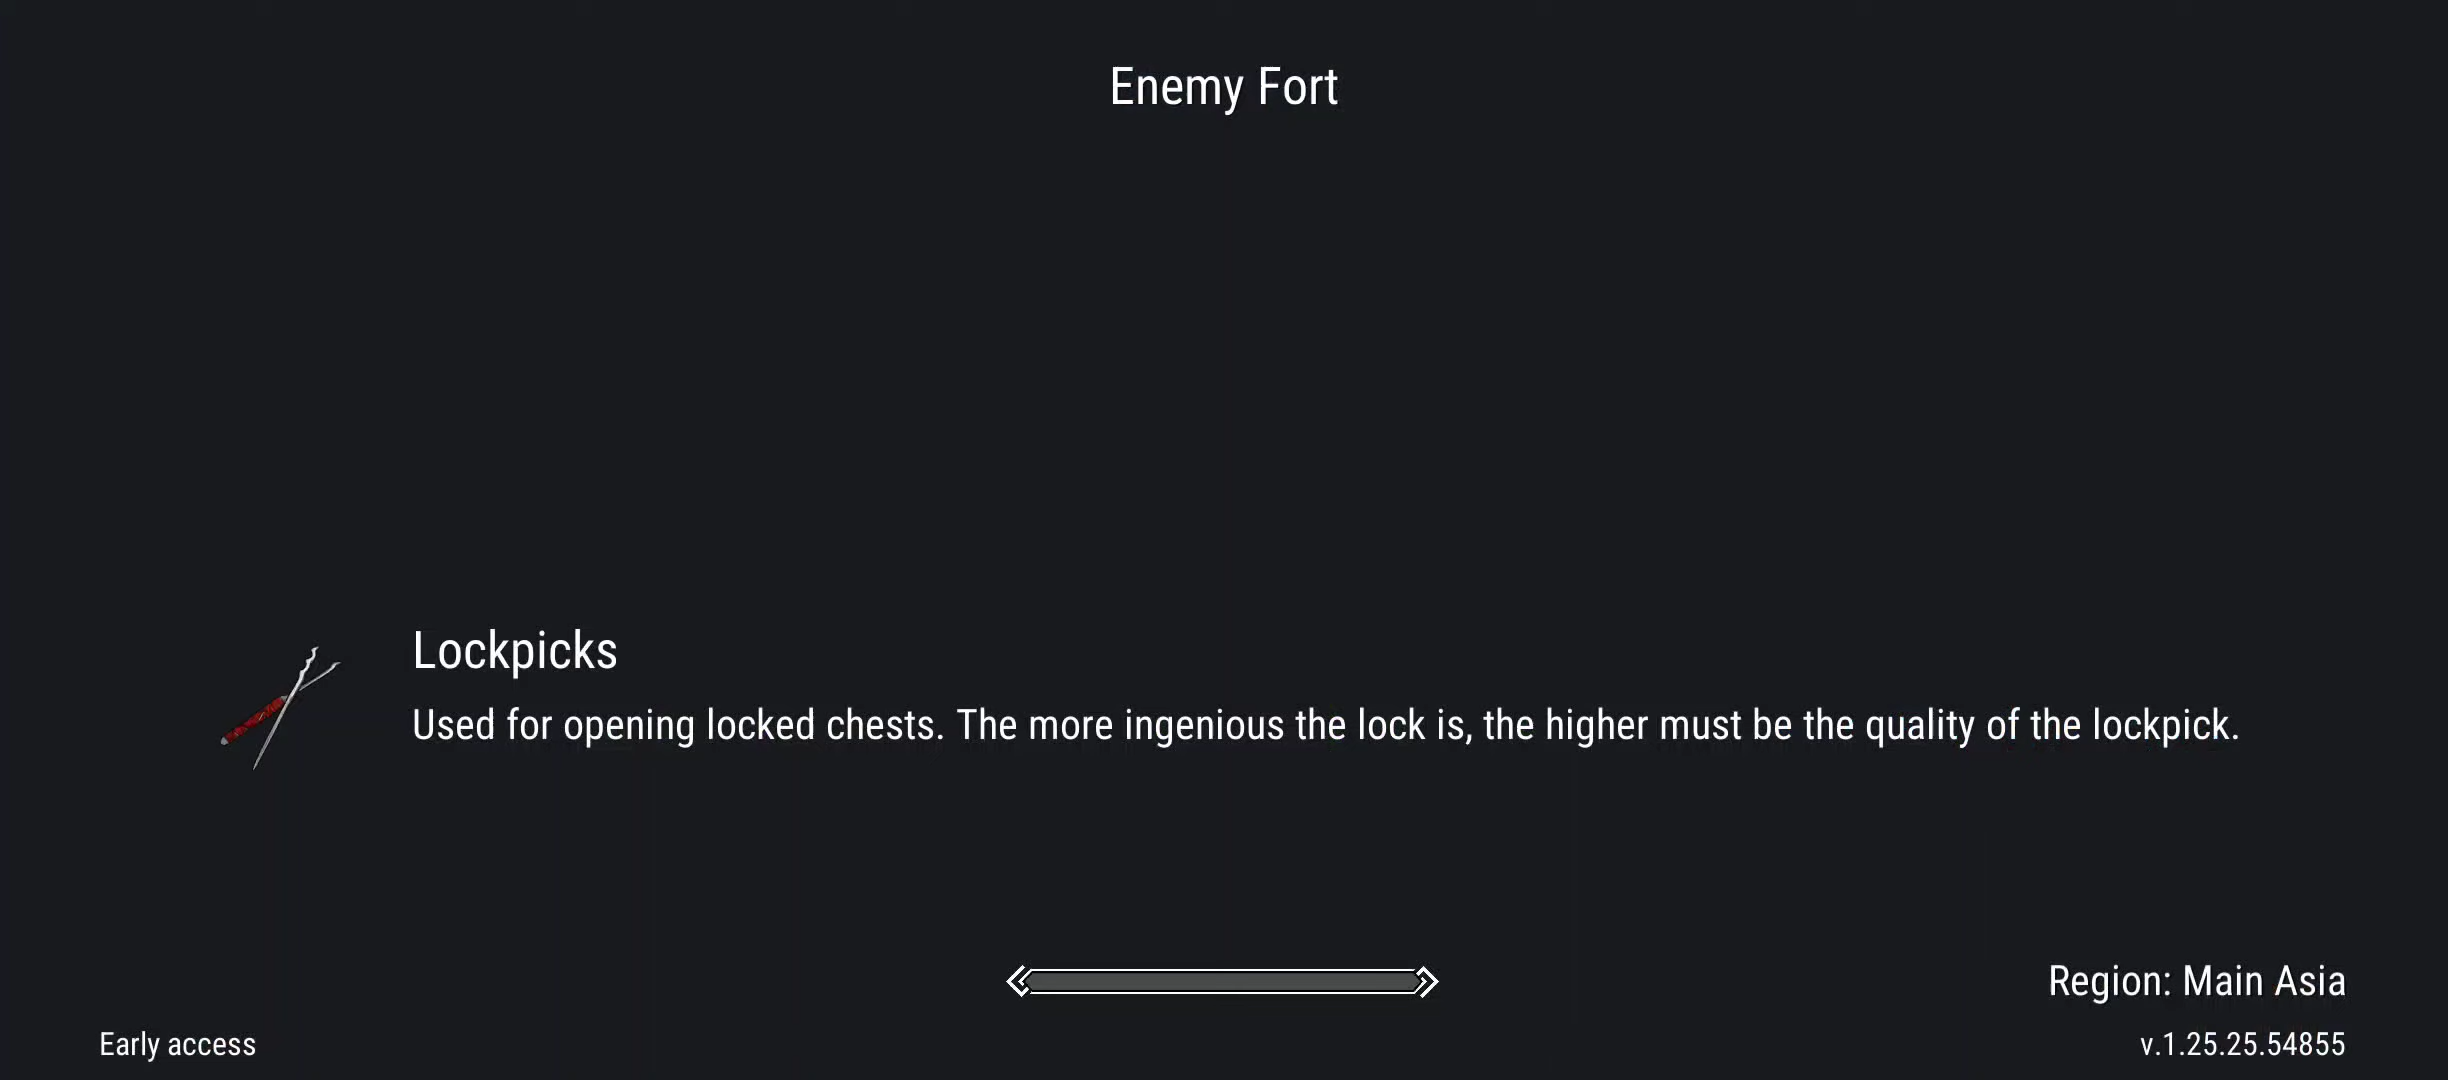 Enemy Fort
Lockpicks
Used for opening locked chests. The more ingenious the lock is, the higher must be the quality of the lockpick.
Region: Main Asia
Early access
v.1.25.25.54855